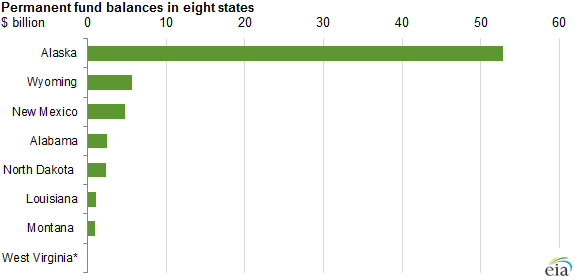 Permanent fund balances in eight states
$ billion
0 10 20 30 40 50 60
Alaska
Wyoming
New Mexico
Alabama
North Dakota
Louisiana
Montana
West Virginia*
eia